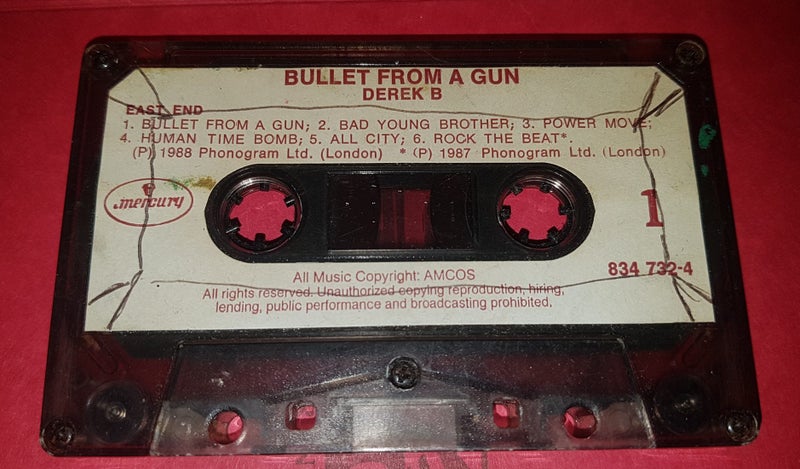 BULLET FROM A GUN
DEREK B
EAST END
1. BULLET FROM A GUN; 2. BAD YOUNG BROTHER; 3. POWER MOVE;
4. HUMAN TIME BOMB; 5. ALL CITY; 6. ROCK THE BEAT*.
(P) 1988 Phonogram Ltd. (London) * (P) 1987 Phonogram Ltd. (London)
mercury
1
834 732-4
All Music Copyright: AMCOS
All rights reserved. Unauthorized copying reproduction, hiring,
lending, public performance and broadcasting prohibited.